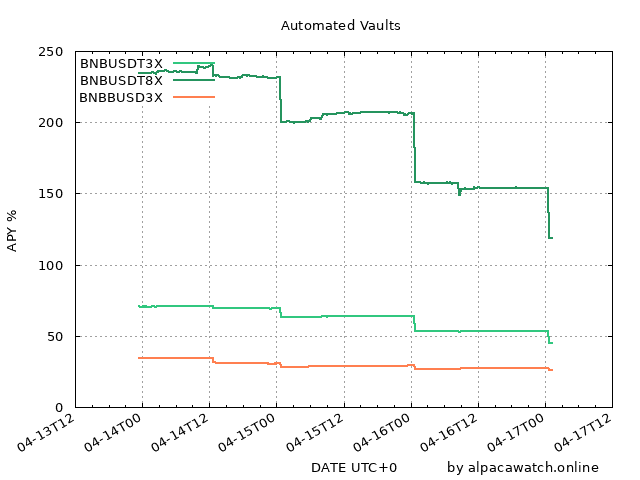 Automated Vaults
BNBUSDT3X
BNBUSDT8X
BNBBUSD3X
APY %
250
200
150
100
50
0
04-13T12
04-14T00
04-14T12
04-15T00
04-15T12
04-16T00
04-16T12
04-17T00
04-17T12
DATE UTC+0
by alpacawatch.online